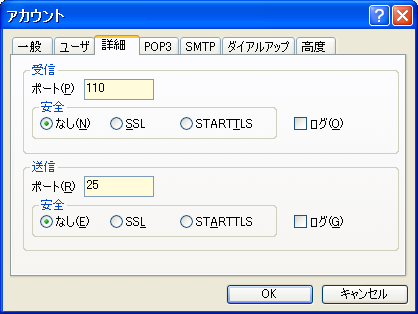 アカウント
一般 ユーザ 詳細 POP3 SMTP ダイアルアップ 高度
受信
ポート(P) 110
安全
なし(N) SSL STARTTLS ログ(O)
送信
ポート(R) 25
安全
なし(E) SSL STARTTLS ログ(G)
OK キャンセル